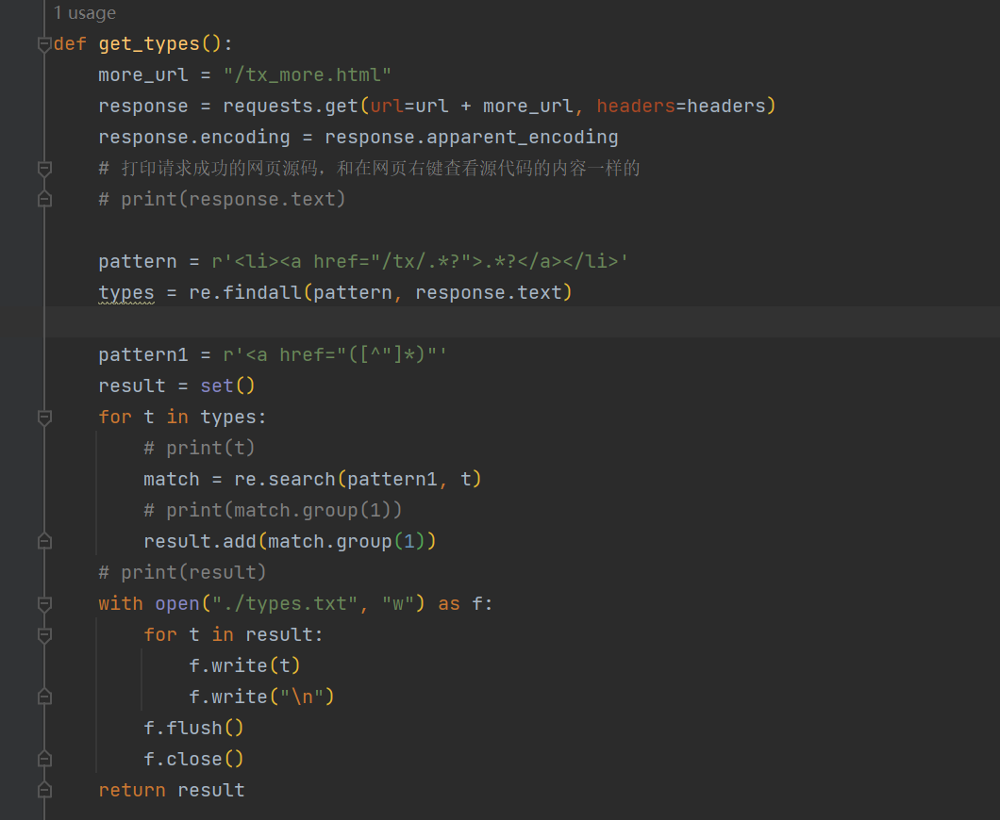 1 usage
def get_types():
    more_url = "/tx_more.html"
    response = requests.get(url=url + more_url, headers=headers)
    response.encoding = response.apparent_encoding
    # 打印请求成功的网页源码，和在网页右键查看源代码的内容一样的
    # print(response.text)

    pattern = r'<li><a href="/tx/.*?">.*?</a></li>'
    types = re.findall(pattern, response.text)

    pattern1 = r'<a href="([^"]*)"'
    result = set()
    for t in types:
        # print(t)
        match = re.search(pattern1, t)
        # print(match.group(1))
        result.add(match.group(1))
    # print(result)
    with open("./types.txt", "w") as f:
        for t in result:
            f.write(t)
            f.write("\n")
        f.flush()
        f.close()
    return result